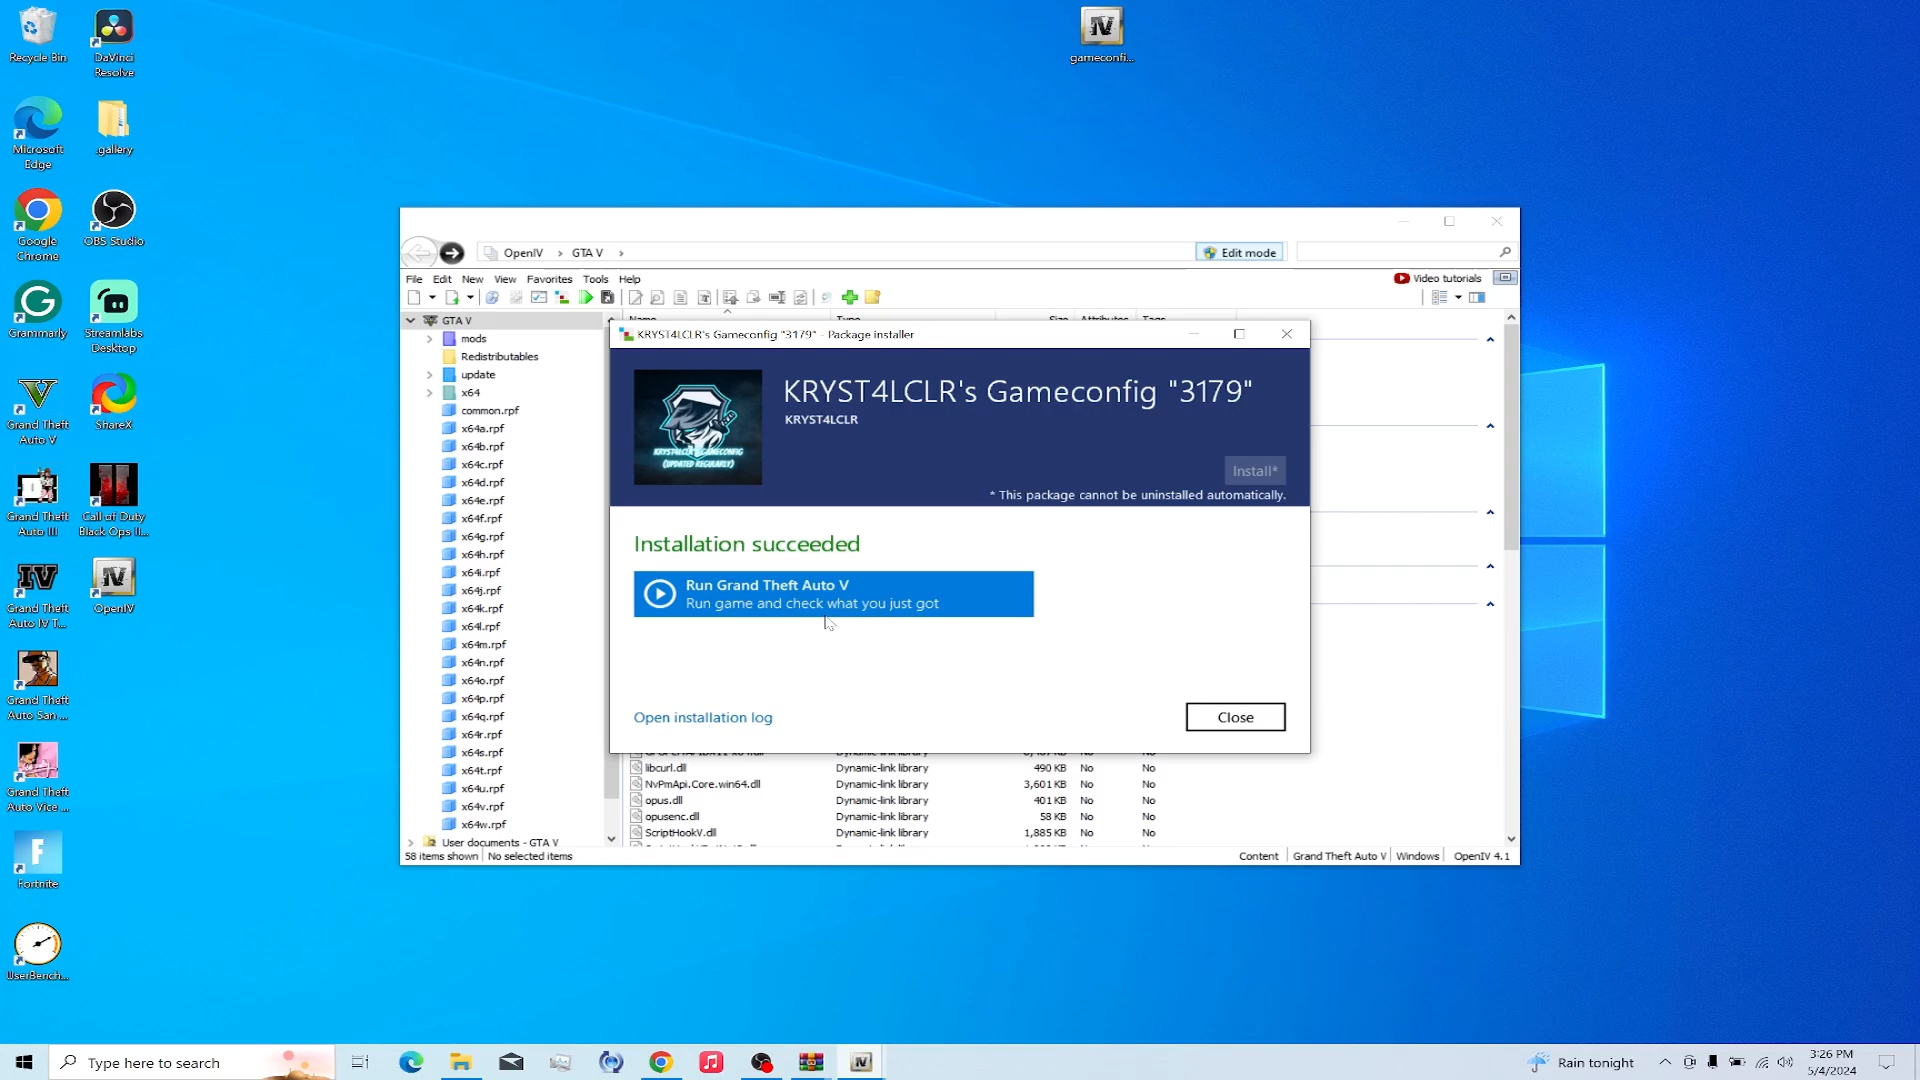 Recycle Bin
DaVinci
Resolve
gameconfi...
Microsoft
Edge
.gallery
Google
Chrome
OBS Studio
Grammarly
Streamlabs
Desktop
Grand Theft
Auto V
ShareX
Grand Theft
Auto III
Call of Duty
Black Ops II...
Grand Theft
Auto IV T...
OpenIV
Grand Theft
Auto San ...
Grand Theft
Auto Vice ...
Fortnite
UserBench...
OpenIV
GTA V
Edit mode
File Edit New View Favorites Tools Help
Video tutorials
Name Type Size Attributes Tags
GTA V
mods
Redistributables
update
x64
common.rpf
x64a.rpf
x64b.rpf
x64c.rpf
x64d.rpf
x64e.rpf
x64f.rpf
x64g.rpf
x64h.rpf
x64i.rpf
x64j.rpf
x64k.rpf
x64l.rpf
x64m.rpf
x64n.rpf
x64o.rpf
x64p.rpf
x64q.rpf
x64r.rpf
x64s.rpf
x64t.rpf
x64u.rpf
x64v.rpf
x64w.rpf
User documents - GTA V
KRYST4LCLR's Gameconfig "3179" - Package installer
KRYST4LCLR's Gameconfig "3179"
KRYST4LCLR
KRYST4LCLR'S GAMECONFIG
(UPDATED REGULARLY)
Install*
* This package cannot be uninstalled automatically.
Installation succeeded
Run Grand Theft Auto V
Run game and check what you just got
Open installation log
Close
libcurl.dll Dynamic-link library 490 KB No No
NvPmApi.Core.win64.dll Dynamic-link library 3,601 KB No No
opus.dll Dynamic-link library 401 KB No No
opusenc.dll Dynamic-link library 58 KB No No
ScriptHookV.dll Dynamic-link library 1,885 KB No No
58 items shown No selected items
Content Grand Theft Auto V Windows OpenIV 4.1
Type here to search
Rain tonight
3:26 PM
5/4/2024